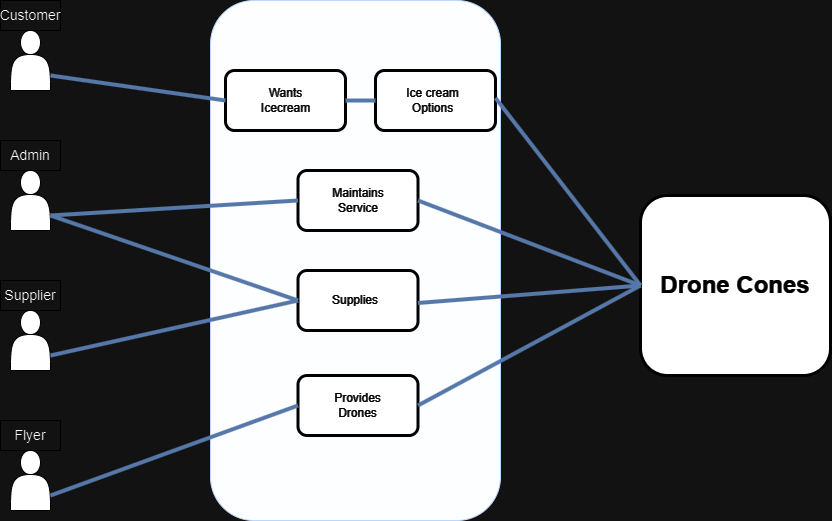 Customer
Wants
Icecream
Ice cream
Options
Admin
Maintains
Service
Supplier
Supplies
Drone Cones
Flyer
Provides
Drones